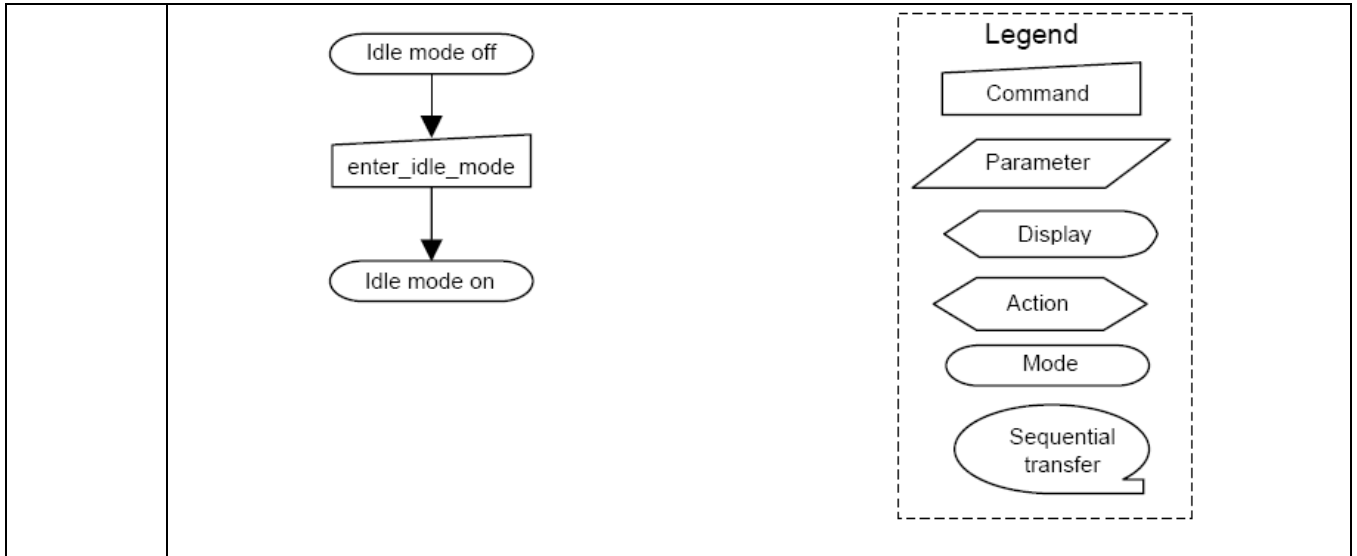 Idle mode off
enter_idle_mode
Idle mode on
Legend
Command
Parameter
Display
Action
Mode
Sequential
transfer